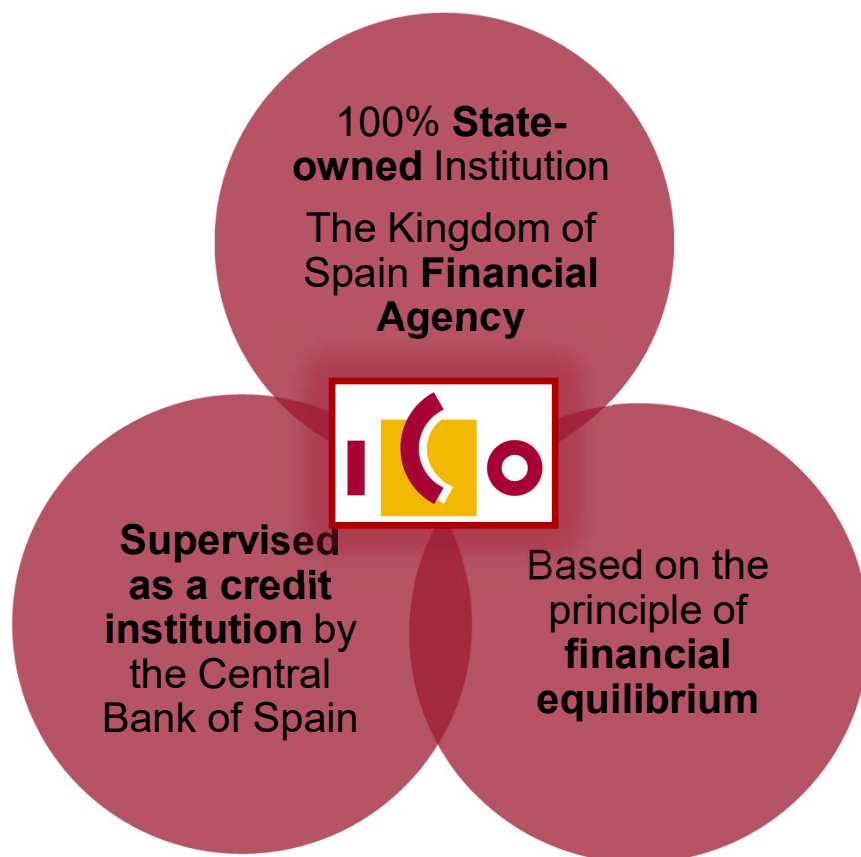 100% State-
owned Institution
The Kingdom of
Spain Financial
Agency
ICO
Supervised
as a credit
institution by
the Central
Bank of Spain
Based on the
principle of
financial
equilibrium